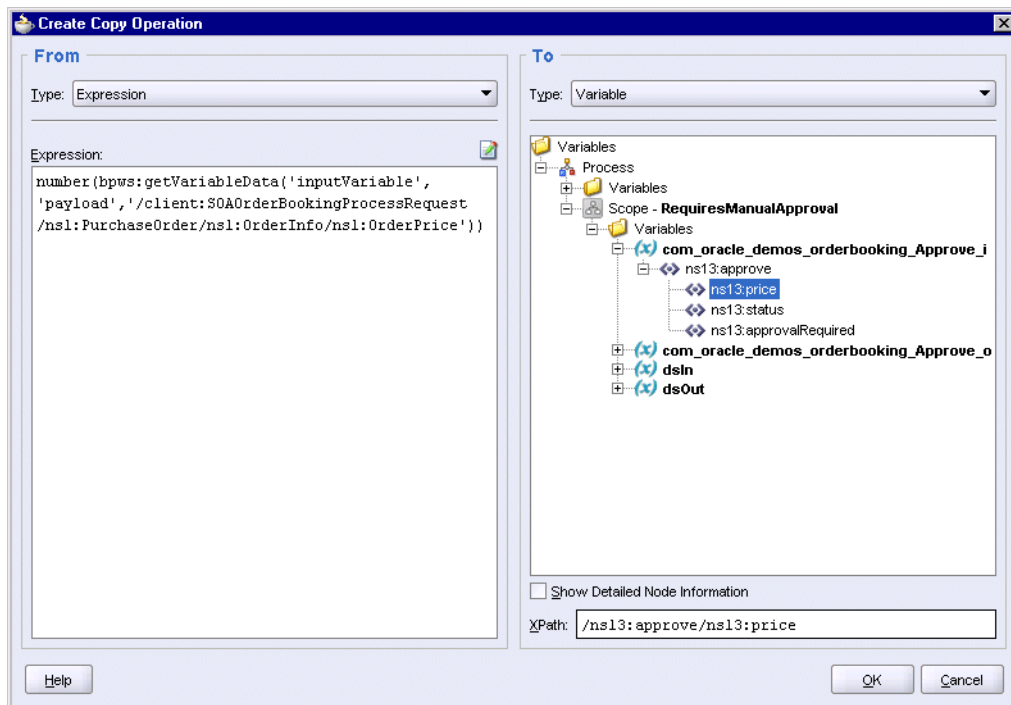 Create Copy Operation
From
Type: Expression
Expression:
number(bpws:getVariableData('inputVariable',
'payload','/client:SOAOrderBookingProcessRequest
/ns1:PurchaseOrder/ns1:OrderInfo/ns1:OrderPrice'))
To
Type: Variable
Variables
Process
Variables
Scope - RequiresManualApproval
Variables
(x) com_oracle_demos_orderbooking_Approve_i
ns13:approve
ns13:price
ns13:status
ns13:approvalRequired
(x) com_oracle_demos_orderbooking_Approve_o
(x) dsIn
(x) dsOut
Show Detailed Node Information
XPath: /ns13:approve/ns13:price
Help
OK
Cancel